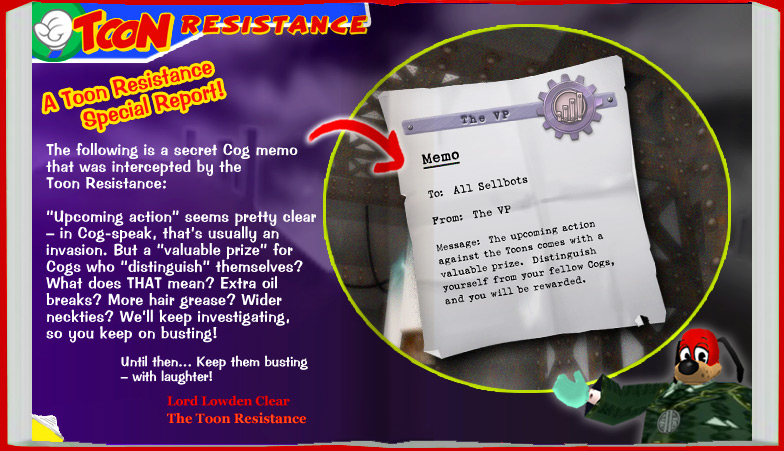 TOON RESISTANCE
A Toon Resistance
Special Report!
The following is a secret Cog memo
that was intercepted by the
Toon Resistance:
"Upcoming action" seems pretty clear
– in Cog-speak, that's usually an
invasion. But a "valuable prize" for
Cogs who "distinguish" themselves?
What does THAT mean? Extra oil
breaks? More hair grease? Wider
neckties? We'll keep investigating,
so you keep on busting!
Until then... Keep them busting
– with laughter!
Lord Lowden Clear
The Toon Resistance
The VP
Memo
To: All Sellbots
From: The VP
Message: The upcoming action
against the Toons comes with a
valuable prize. Distinguish
yourself from your fellow Cogs,
and you will be rewarded.